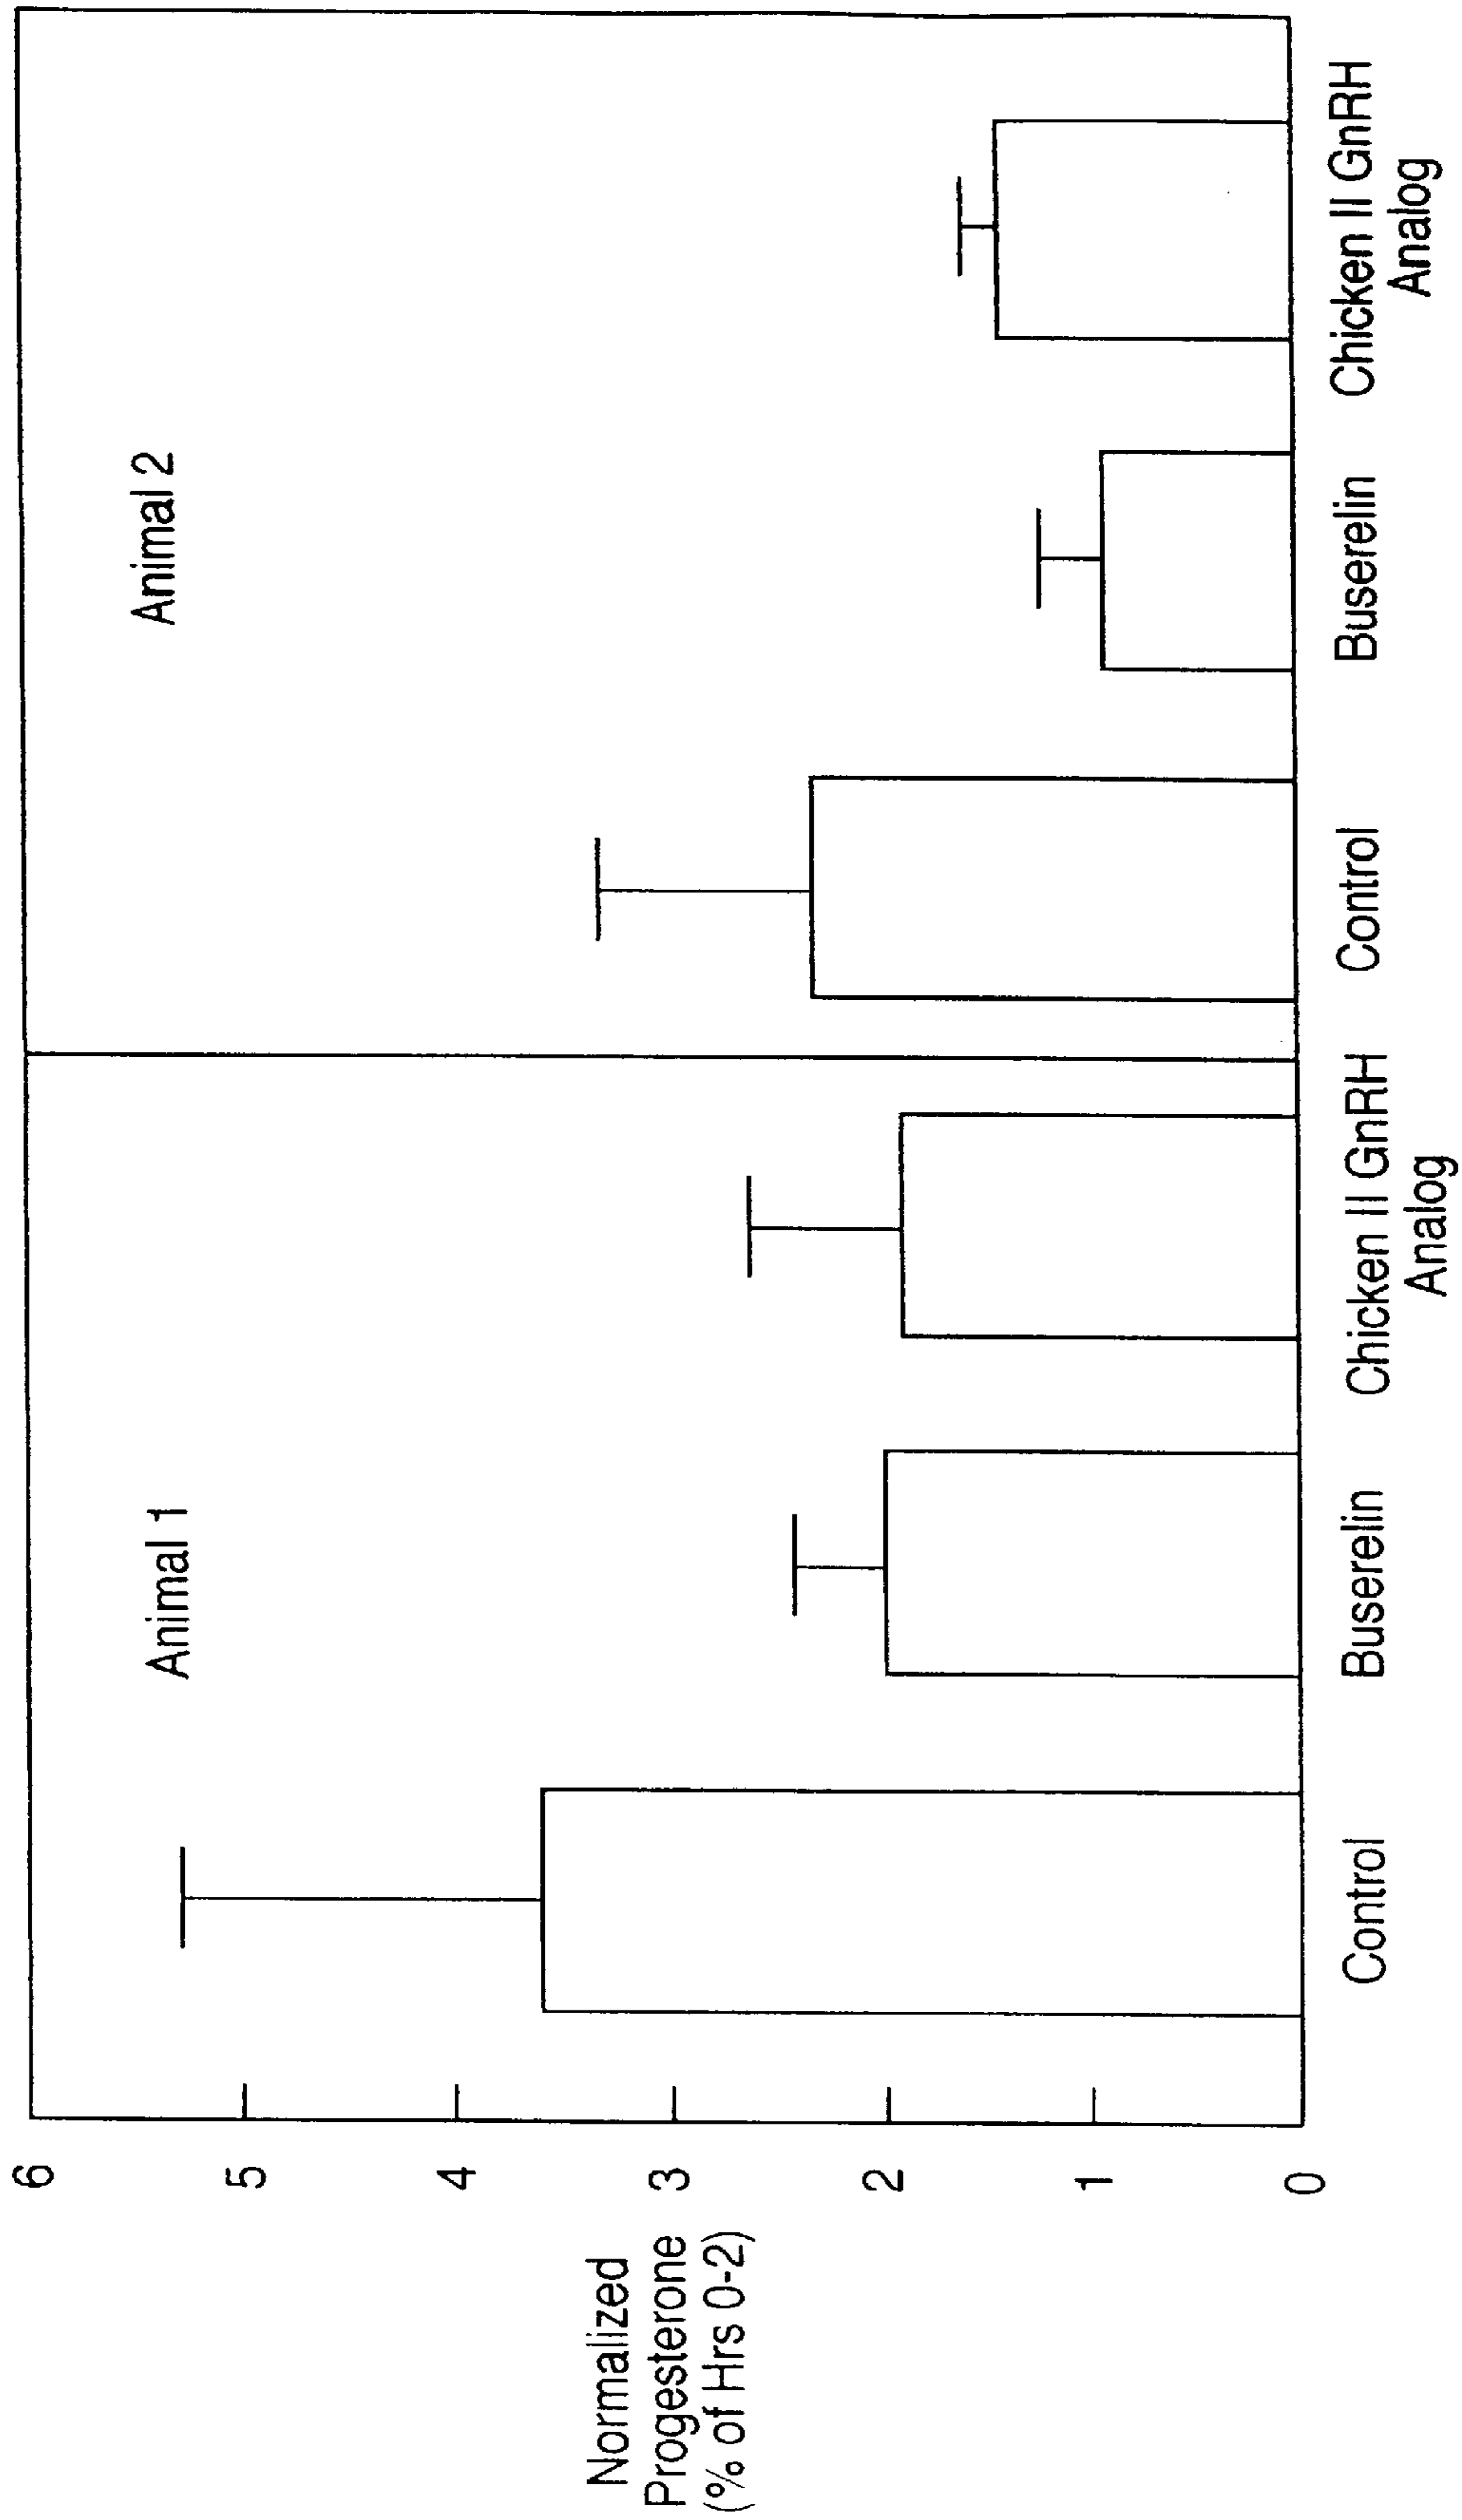 Normalized
Progesterone
(% of Hrs 0-2)
6
5
4
3
2
1
0
Animal 1
Animal 2
Control
Buserelin
Chicken II GnRH
Analog
Control
Buserelin
Chicken II GnRH
Analog